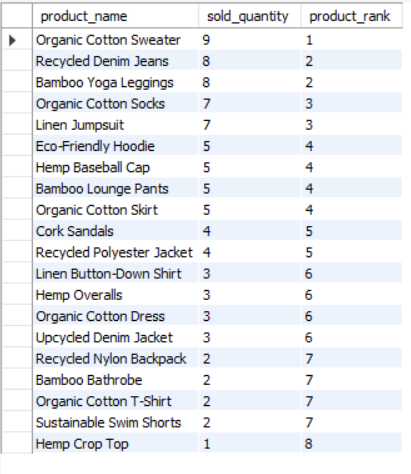 product_name sold_quantity product_rank
Organic Cotton Sweater 9 1
Recycled Denim Jeans 8 2
Bamboo Yoga Leggings 8 2
Organic Cotton Socks 7 3
Linen Jumpsuit 7 3
Eco-Friendly Hoodie 5 4
Hemp Baseball Cap 5 4
Bamboo Lounge Pants 5 4
Organic Cotton Skirt 5 4
Cork Sandals 4 5
Recycled Polyester Jacket 4 5
Linen Button-Down Shirt 3 6
Hemp Overalls 3 6
Organic Cotton Dress 3 6
Upcycled Denim Jacket 3 6
Recycled Nylon Backpack 2 7
Bamboo Bathrobe 2 7
Organic Cotton T-Shirt 2 7
Sustainable Swim Shorts 2 7
Hemp Crop Top 1 8